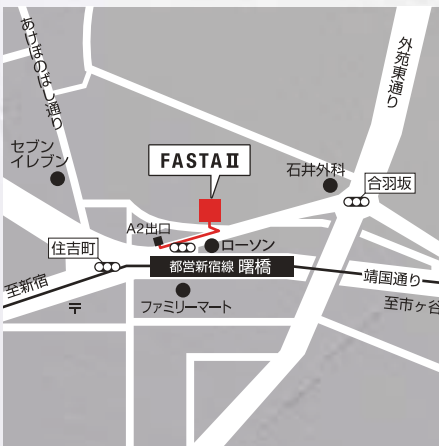 あけぼのばし通り
外苑東通り
セブン
イレブン
FASTAⅡ
石井外科
合羽坂
A2出口
ローソン
住吉町
都営新宿線 曙橋
靖国通り
至新宿
ファミリーマート
至市ヶ谷
〒